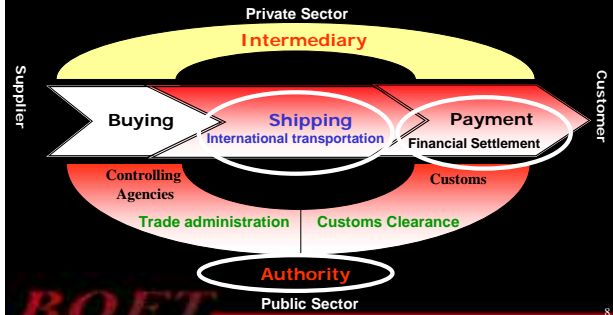 Private Sector
Intermediary
Supplier
Customer
Buying
Shipping
Payment
International transportation
Financial Settlement
Controlling
Agencies
Customs
Trade administration
Customs Clearance
Authority
BOFT
Public Sector
8